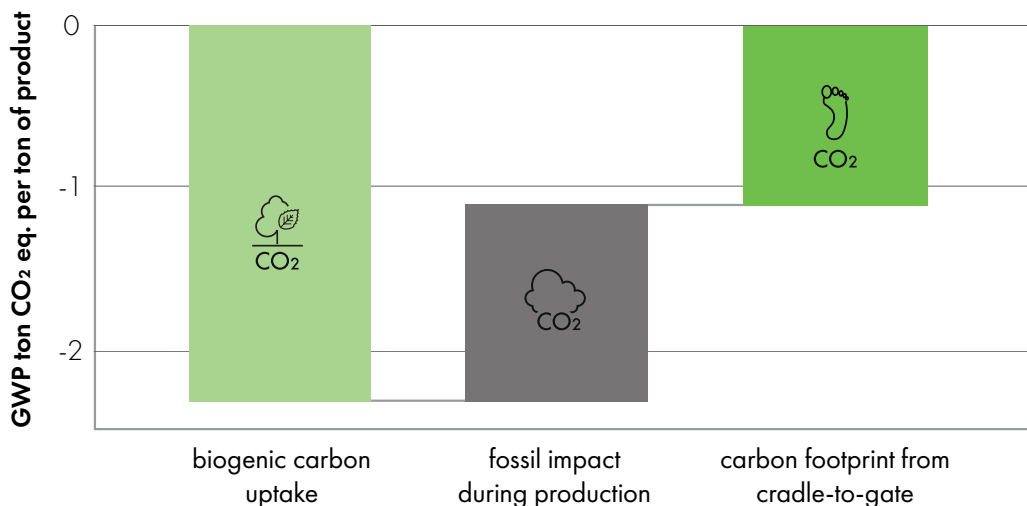 GWP ton CO₂ eq. per ton of product
0
-1
-2
CO₂
CO₂
CO₂
biogenic carbon
uptake
fossil impact
during production
carbon footprint from
cradle-to-gate